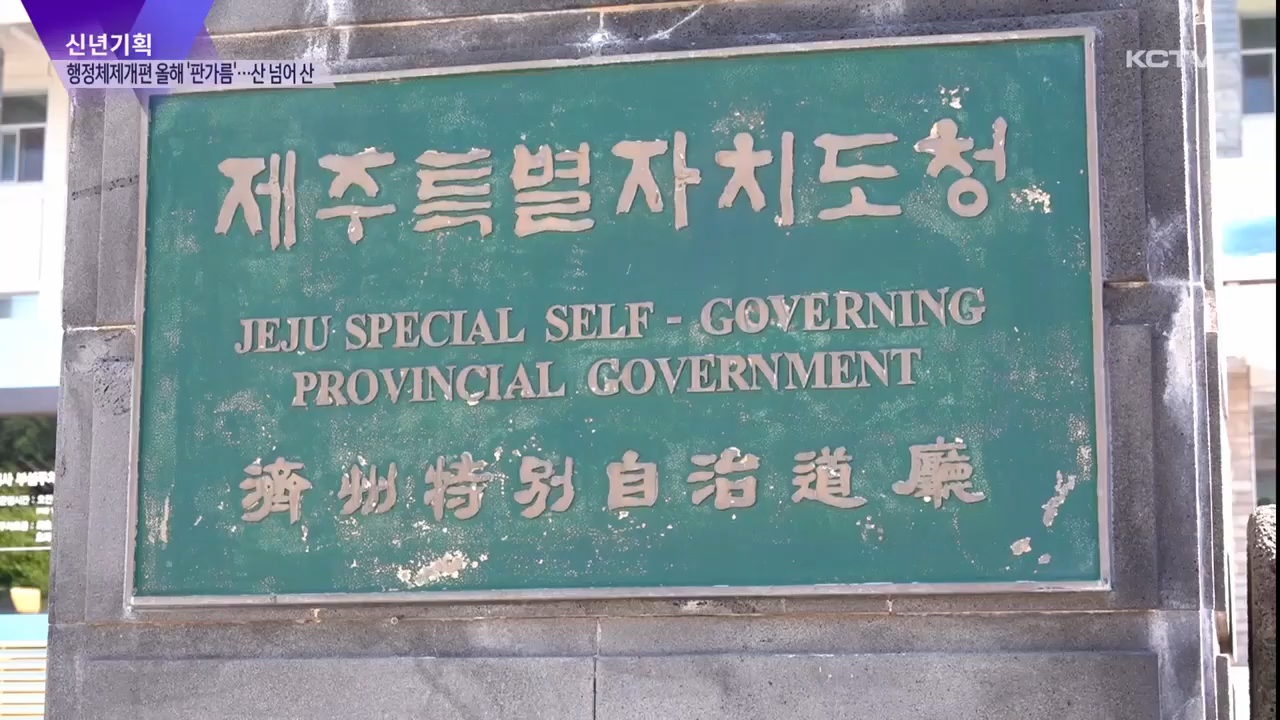 신년기획
행정체제개편 올해 '판가름'…산 넘어 산
KCTV
제주특별자치도청
JEJU SPECIAL SELF - GOVERNING
PROVINCIAL GOVERNMENT
濟州特別自治道廳